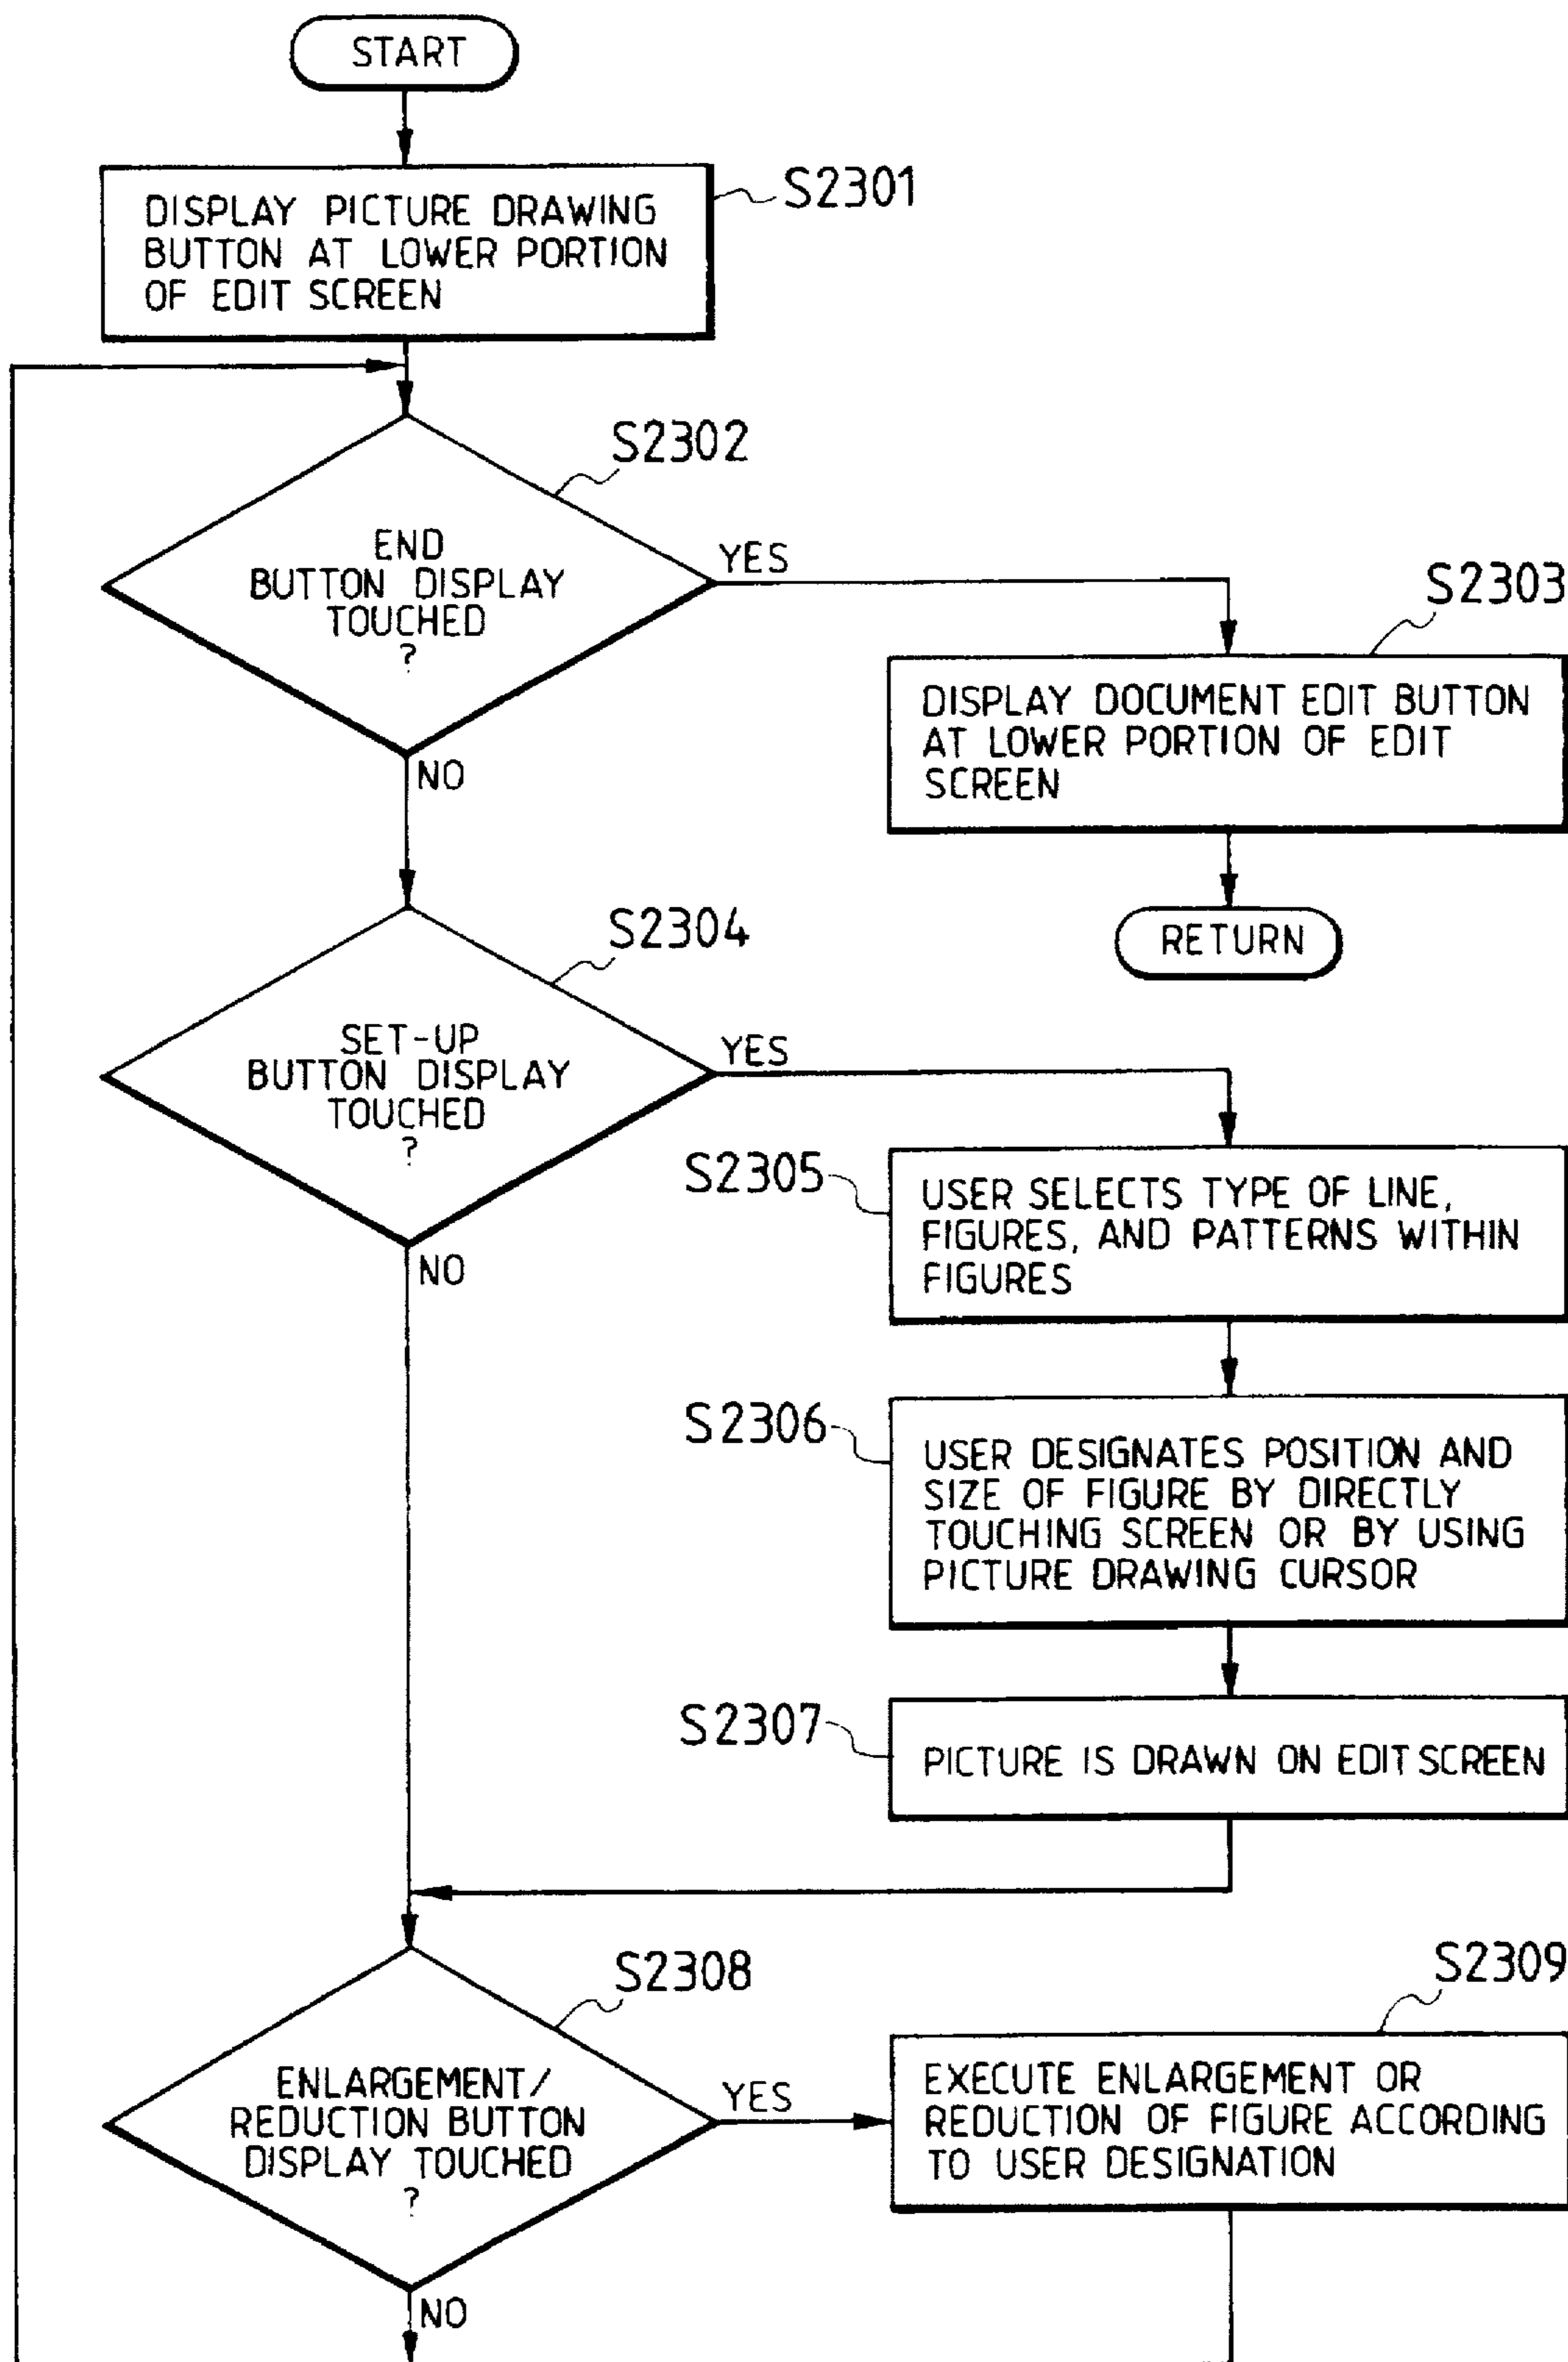 START
S2301
DISPLAY PICTURE DRAWING
BUTTON AT LOWER PORTION
OF EDIT SCREEN
S2302
END
BUTTON DISPLAY
TOUCHED
?
YES
NO
S2303
DISPLAY DOCUMENT EDIT BUTTON
AT LOWER PORTION OF EDIT
SCREEN
RETURN
S2304
SET-UP
BUTTON DISPLAY
TOUCHED
?
YES
NO
S2305
USER SELECTS TYPE OF LINE,
FIGURES, AND PATTERNS WITHIN
FIGURES
S2306
USER DESIGNATES POSITION AND
SIZE OF FIGURE BY DIRECTLY
TOUCHING SCREEN OR BY USING
PICTURE DRAWING CURSOR
S2307
PICTURE IS DRAWN ON EDIT SCREEN
S2308
ENLARGEMENT/
REDUCTION BUTTON
DISPLAY TOUCHED
?
YES
NO
S2309
EXECUTE ENLARGEMENT OR
REDUCTION OF FIGURE ACCORDING
TO USER DESIGNATION